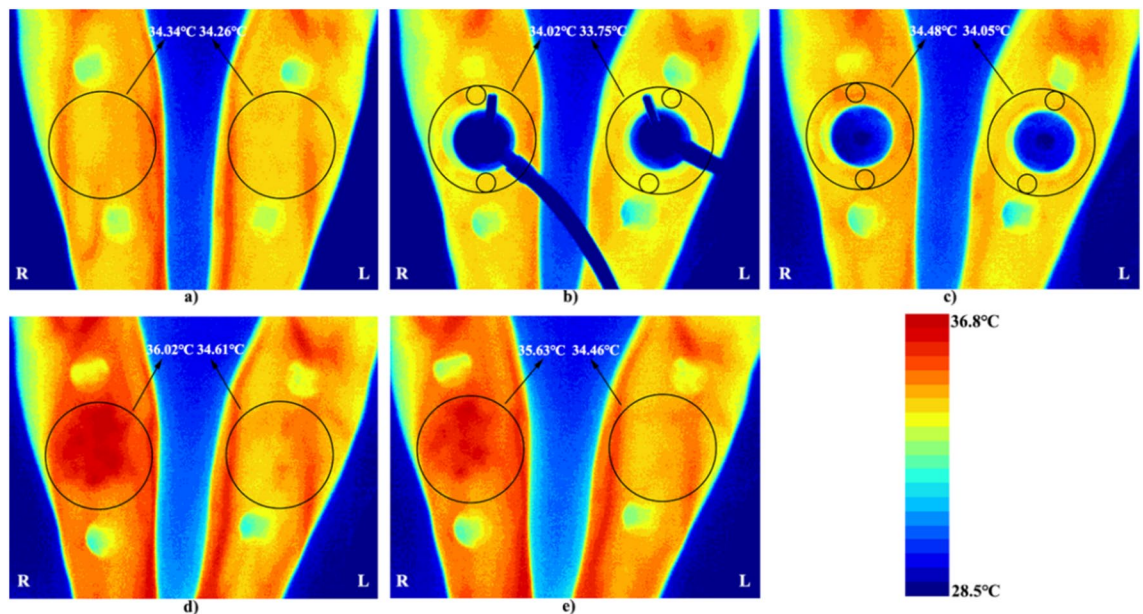 34.34℃ 34.26℃
R L
a)
34.02℃ 33.75℃
R L
b)
34.48℃ 34.05℃
R L
c)
36.02℃ 34.61℃
R L
d)
35.63℃ 34.46℃
R L
e)
36.8℃
28.5℃